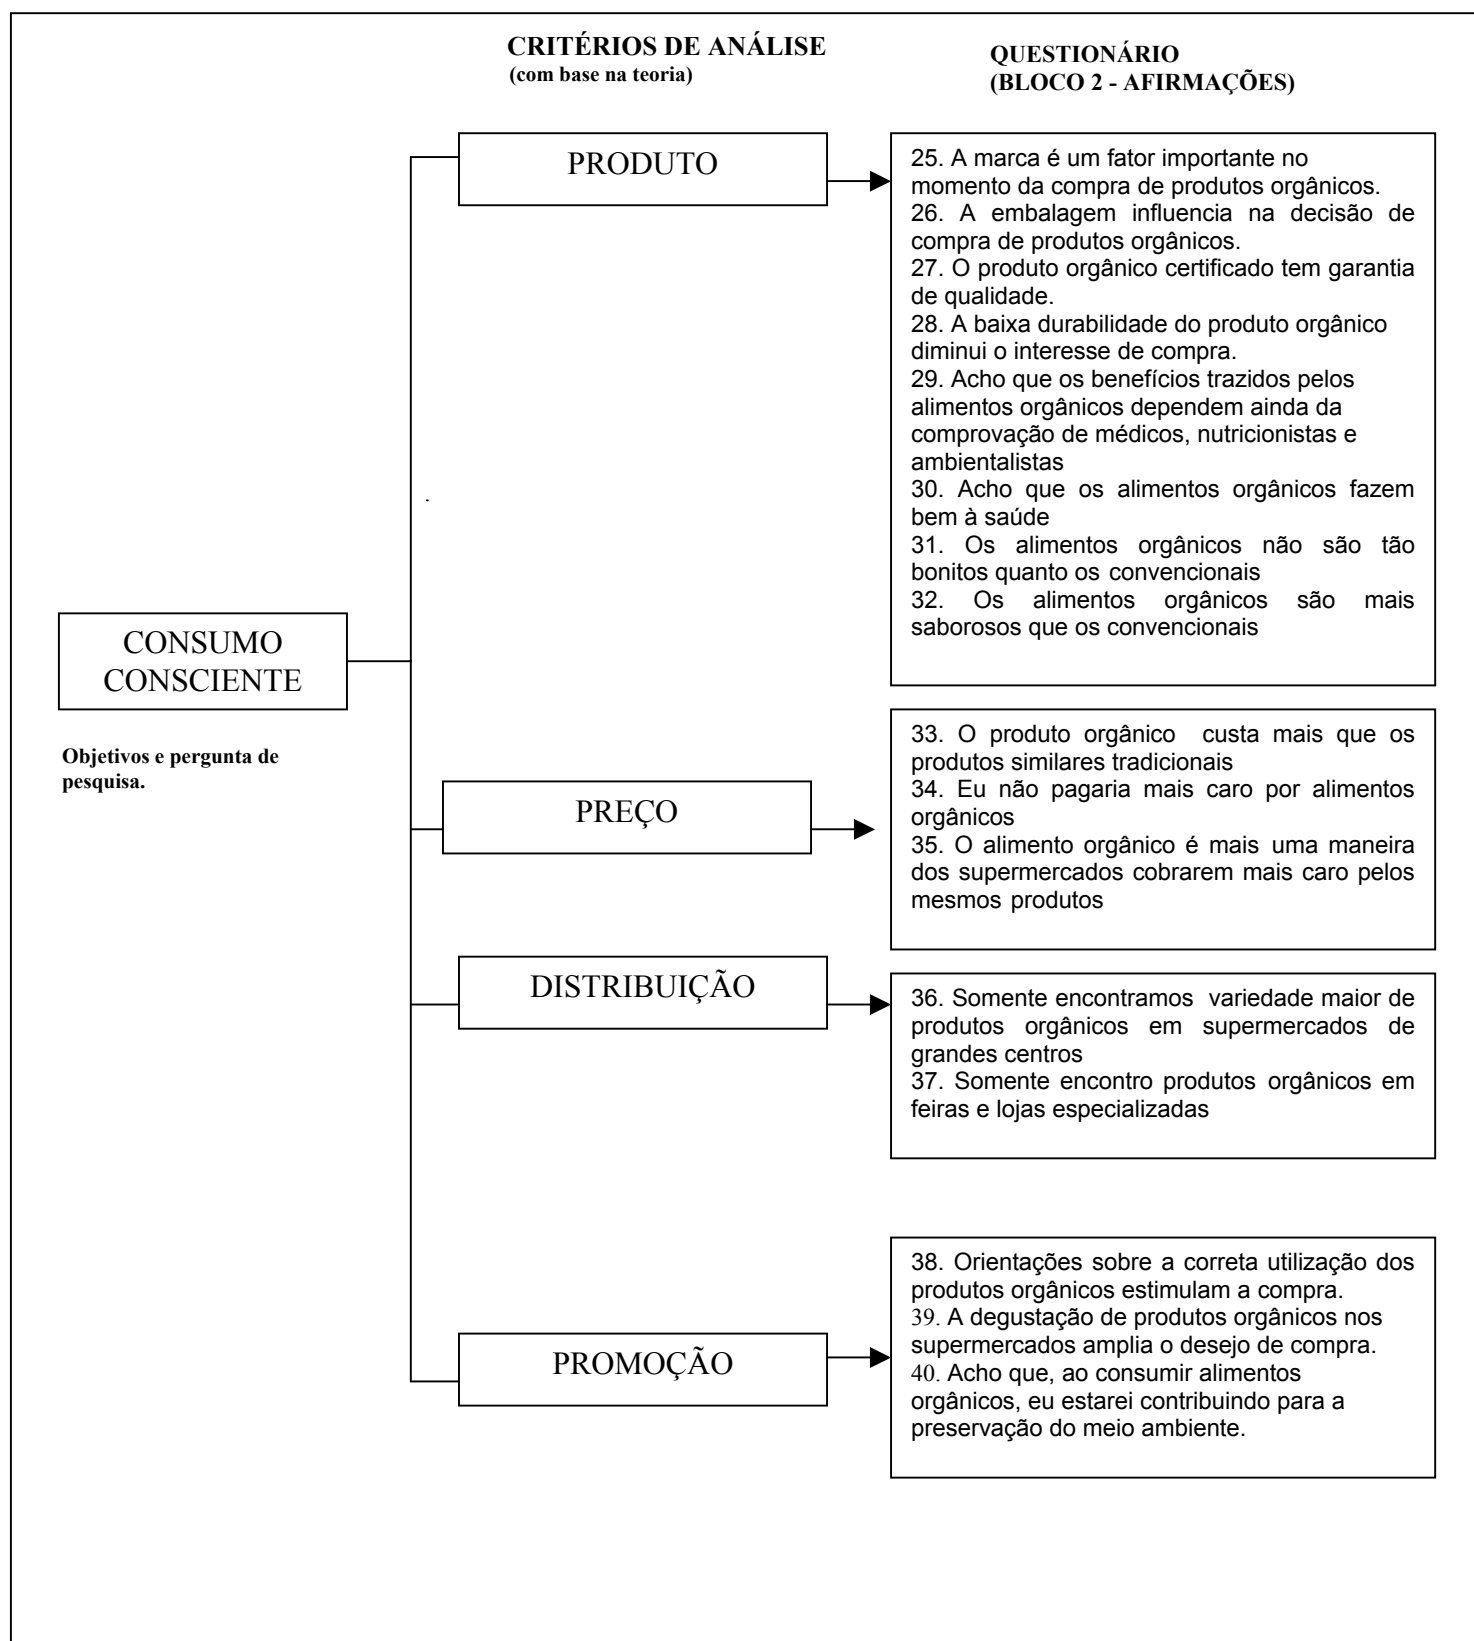 CRITÉRIOS DE ANÁLISE
(com base na teoria)
QUESTIONÁRIO
(BLOCO 2 - AFIRMAÇÕES)
CONSUMO
CONSCIENTE
Objetivos e pergunta de
pesquisa.
PRODUTO
25. A marca é um fator importante no
momento da compra de produtos orgânicos.
26. A embalagem influencia na decisão de
compra de produtos orgânicos.
27. O produto orgânico certificado tem garantia
de qualidade.
28. A baixa durabilidade do produto orgânico
diminui o interesse de compra.
29. Acho que os benefícios trazidos pelos
alimentos orgânicos dependem ainda da
comprovação de médicos, nutricionistas e
ambientalistas
30. Acho que os alimentos orgânicos fazem
bem à saúde
31. Os alimentos orgânicos não são tão
bonitos quanto os convencionais
32. Os alimentos orgânicos são mais
saborosos que os convencionais
PREÇO
33. O produto orgânico custa mais que os
produtos similares tradicionais
34. Eu não pagaria mais caro por alimentos
orgânicos
35. O alimento orgânico é mais uma maneira
dos supermercados cobrarem mais caro pelos
mesmos produtos
DISTRIBUIÇÃO
36. Somente encontramos variedade maior de
produtos orgânicos em supermercados de
grandes centros
37. Somente encontro produtos orgânicos em
feiras e lojas especializadas
PROMOÇÃO
38. Orientações sobre a correta utilização dos
produtos orgânicos estimulam a compra.
39. A degustação de produtos orgânicos nos
supermercados amplia o desejo de compra.
40. Acho que, ao consumir alimentos
orgânicos, eu estarei contribuindo para a
preservação do meio ambiente.